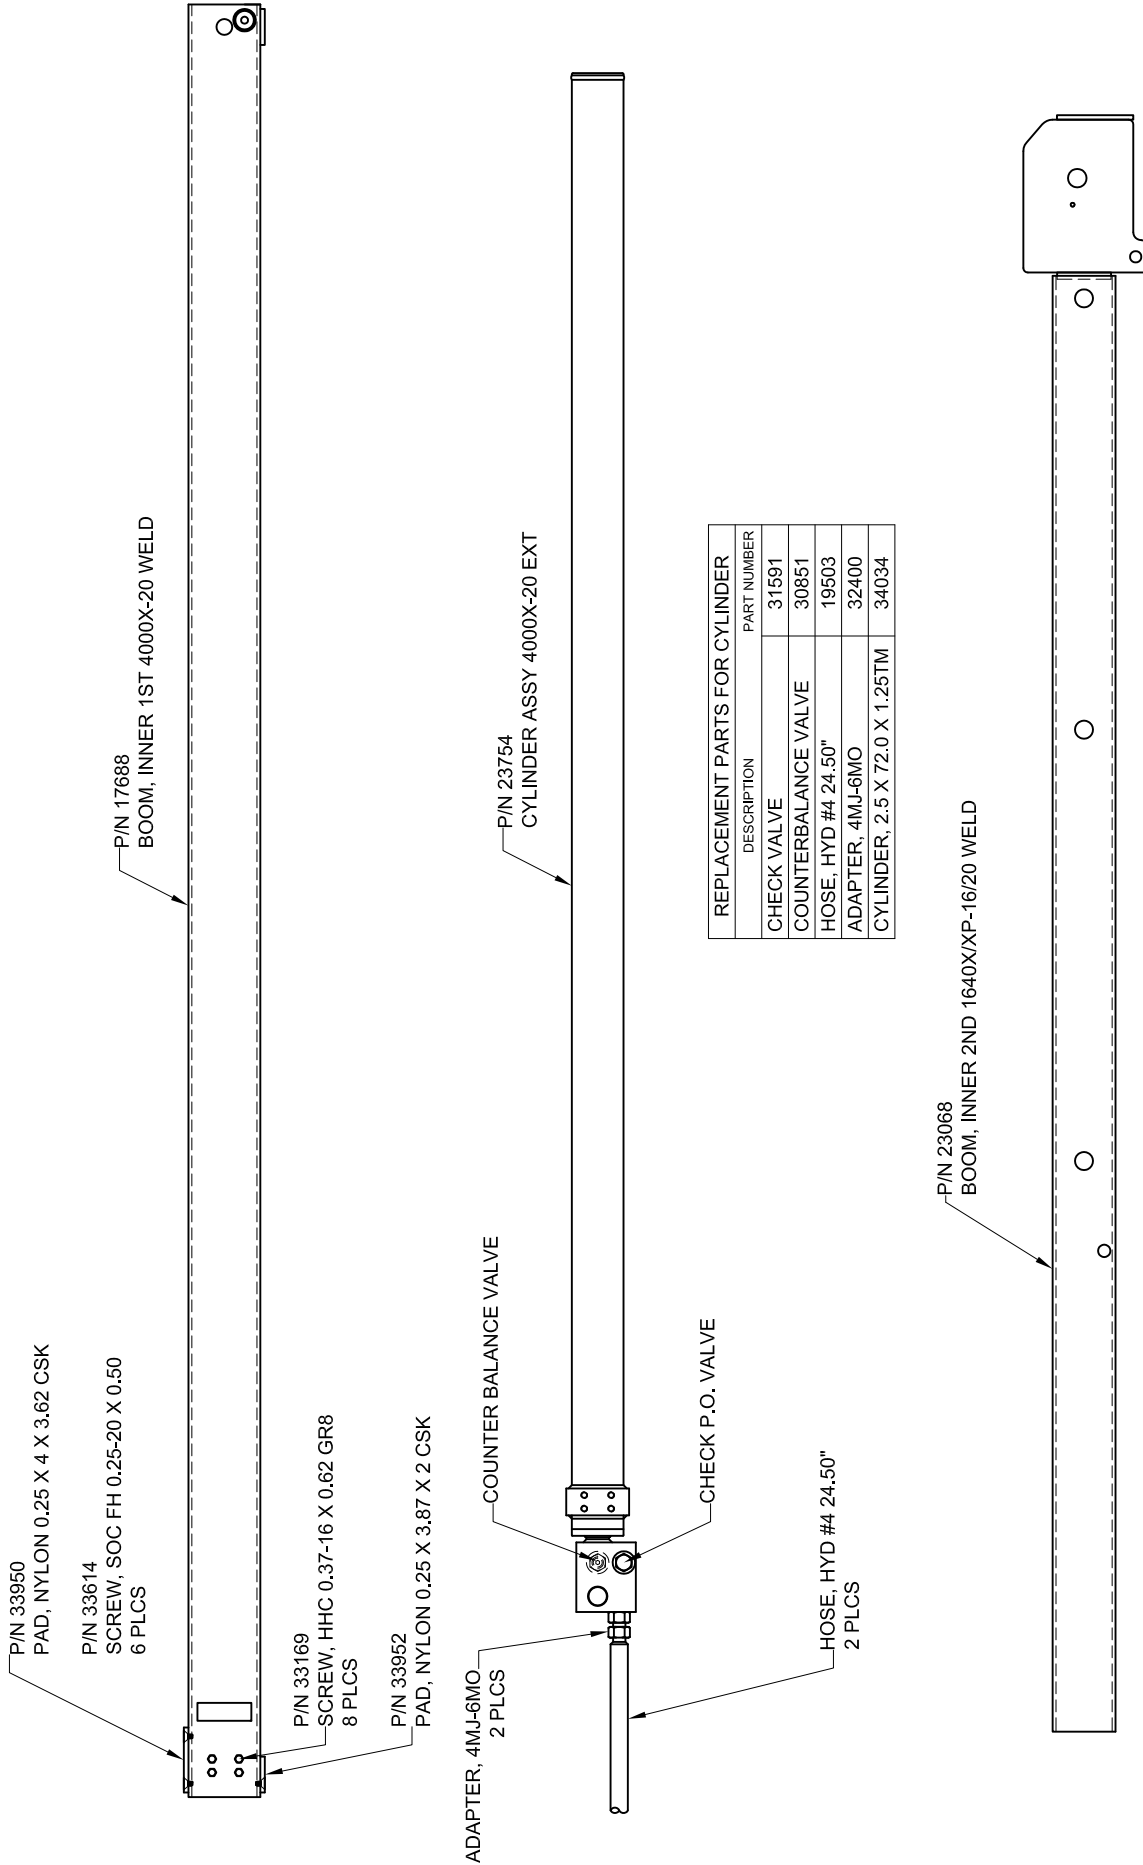 P/N 33950
PAD, NYLON 0.25 X 4 X 3.62 CSK
P/N 33614
SCREW, SOC FH 0.25-20 X 0.50
6 PLCS
P/N 17688
BOOM, INNER 1ST 4000X-20 WELD
P/N 33169
SCREW, HHC 0.37-16 X 0.62 GR8
8 PLCS
P/N 33952
PAD, NYLON 0.25 X 3.87 X 2 CSK
ADAPTER, 4MJ-6MO
2 PLCS
COUNTER BALANCE VALVE
P/N 23754
CYLINDER ASSY 4000X-20 EXT
CHECK P.O. VALVE
HOSE, HYD #4 24.50"
2 PLCS
REPLACEMENT PARTS FOR CYLINDER
DESCRIPTION PART NUMBER
CHECK VALVE 31591
COUNTERBALANCE VALVE 30851
HOSE, HYD #4 24.50" 19503
ADAPTER, 4MJ-6MO 32400
CYLINDER, 2.5 X 72.0 X 1.25TM 34034
P/N 23068
BOOM, INNER 2ND 1640X/XP-16/20 WELD